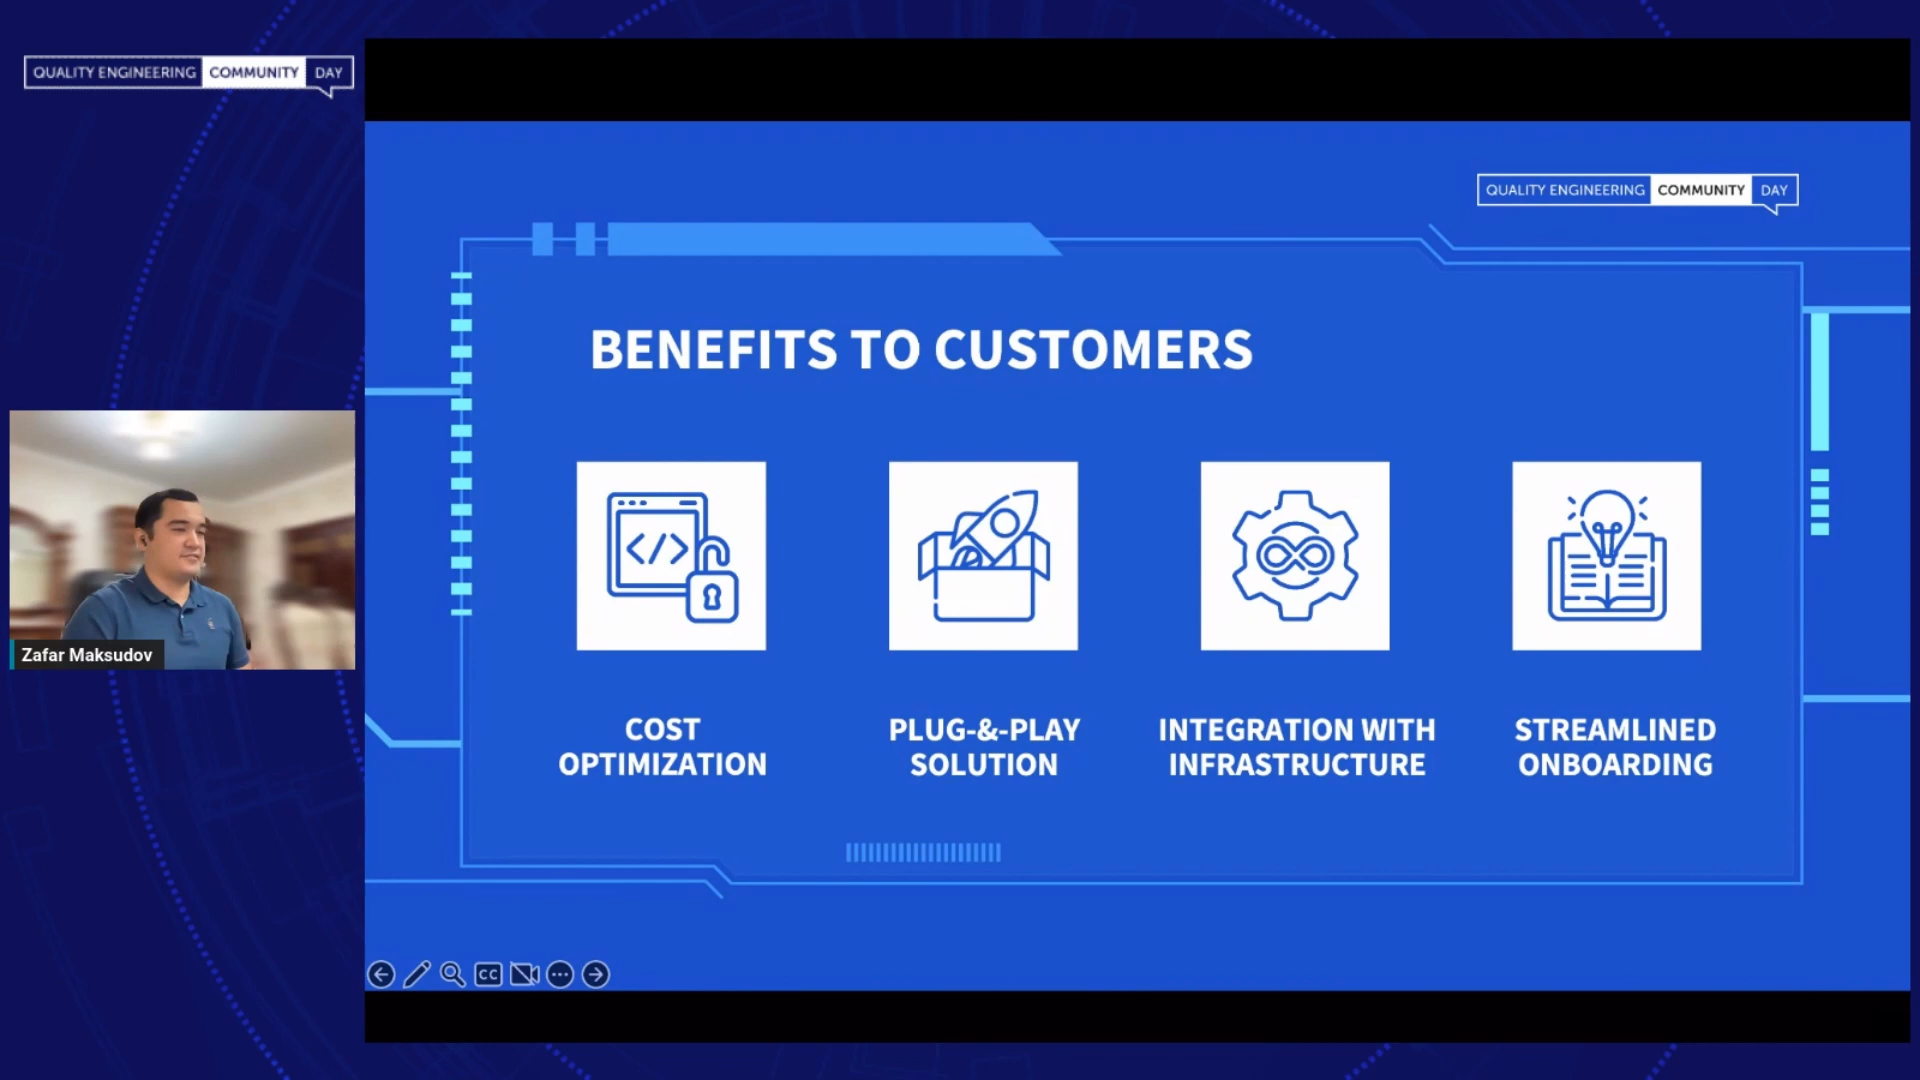 QUALITY ENGINEERING COMMUNITY DAY
QUALITY ENGINEERING COMMUNITY DAY
BENEFITS TO CUSTOMERS
</>
COST
OPTIMIZATION
PLUG-&-PLAY
SOLUTION
INTEGRATION WITH
INFRASTRUCTURE
STREAMLINED
ONBOARDING
Zafar Maksudov
CC